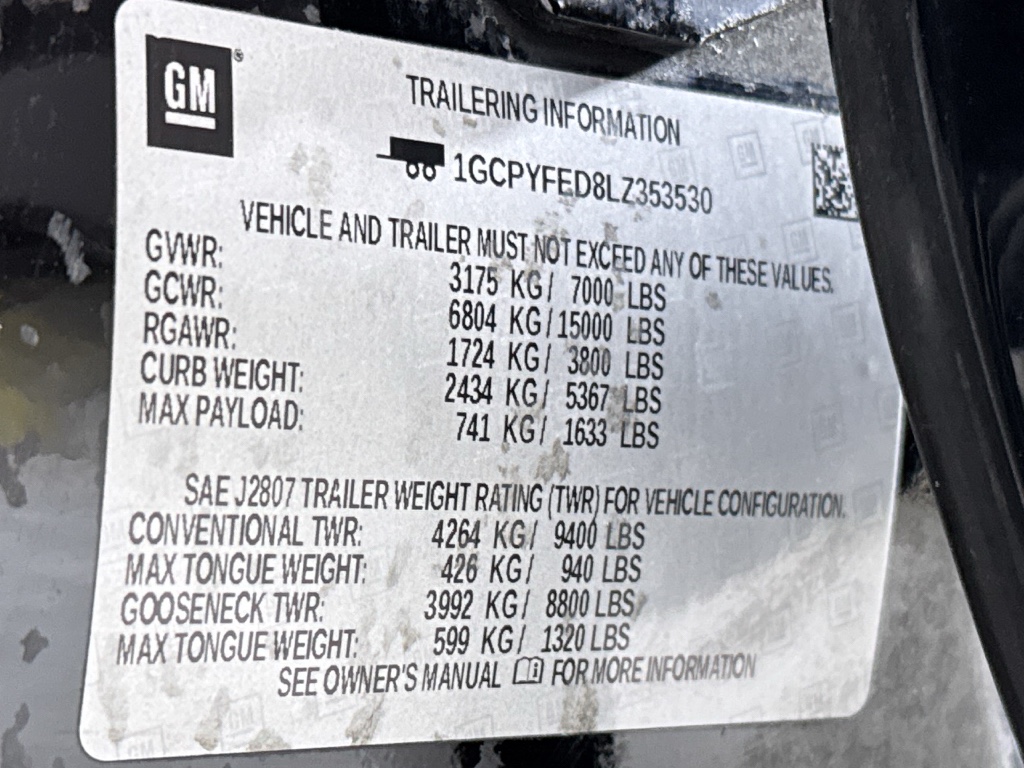 GM®
TRAILERING INFORMATION
1GCPYFED8LZ353530
VEHICLE AND TRAILER MUST NOT EXCEED ANY OF THESE VALUES.
GVWR: 3175 KG/ 7000 LBS
GCWR: 6804 KG/15000 LBS
RGAWR: 1724 KG/ 3800 LBS
CURB WEIGHT: 2434 KG/ 5367 LBS
MAX PAYLOAD: 741 KG/ 1633 LBS
SAE J2807 TRAILER WEIGHT RATING (TWR) FOR VEHICLE CONFIGURATION.
CONVENTIONAL TWR: 4264 KG/ 9400 LBS
MAX TONGUE WEIGHT: 426 KG/ 940 LBS
GOOSENECK TWR: 3992 KG/ 8800 LBS
MAX TONGUE WEIGHT: 599 KG/ 1320 LBS
SEE OWNER'S MANUAL FOR MORE INFORMATION